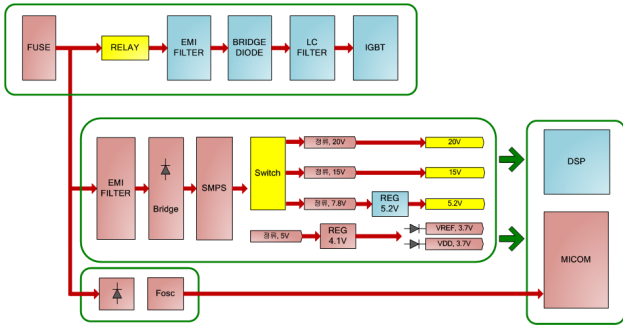 FUSE
RELAY
EMI
FILTER
BRIDGE
DIODE
LC
FILTER
IGBT
EMI
FILTER
Bridge
SMPS
Switch
정류, 20V
20V
정류, 15V
15V
정류, 7.8V
REG
5.2V
5.2V
정류, 5V
REG
4.1V
VREF, 3.7V
VDD, 3.7V
DSP
MICOM
Fosc